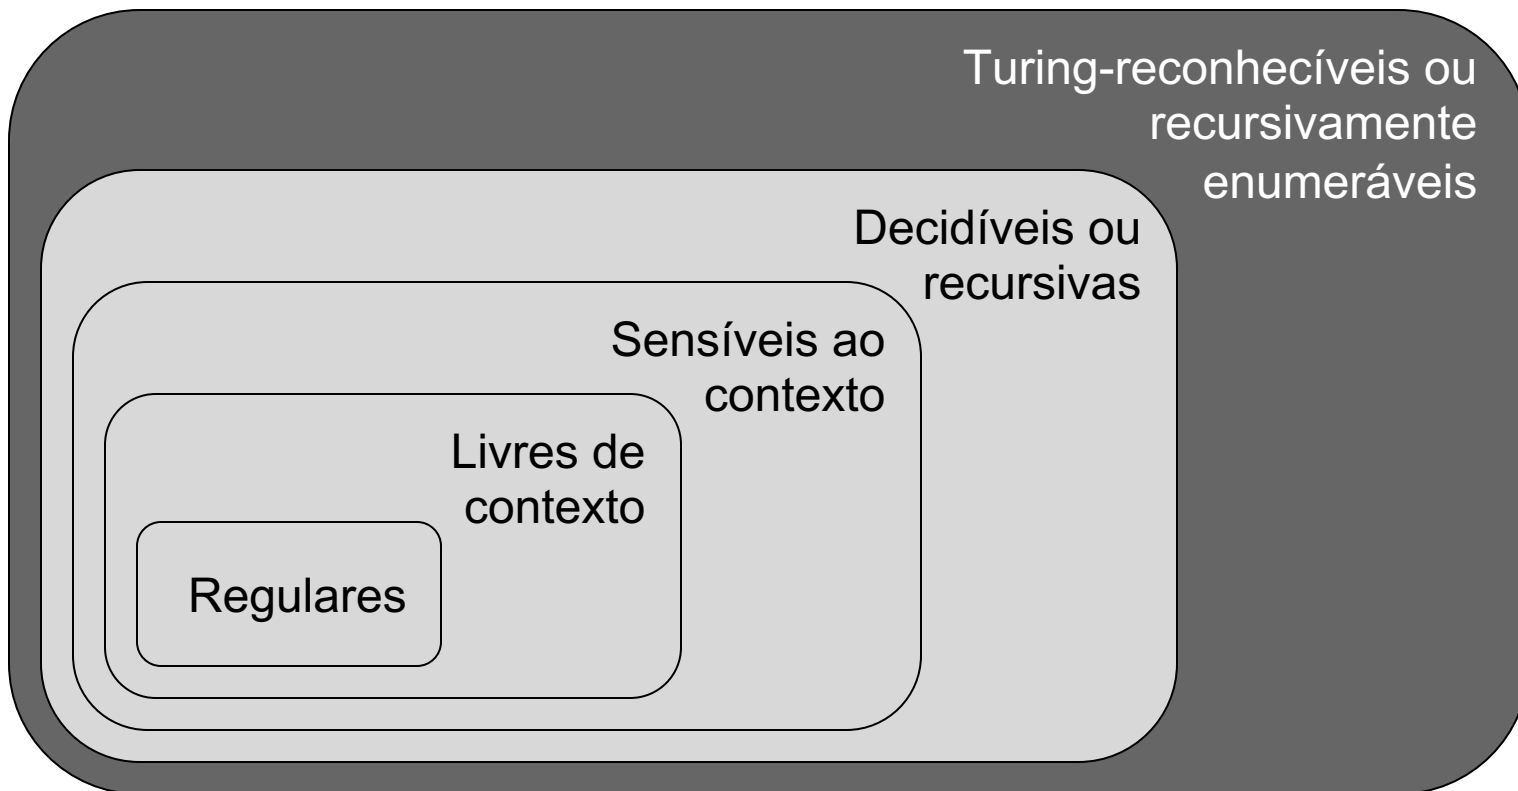 Turing-reconhecíveis ou
recursivamente
enumeráveis
Decidíveis ou
recursivas
Sensíveis ao
contexto
Livres de
contexto
Regulares